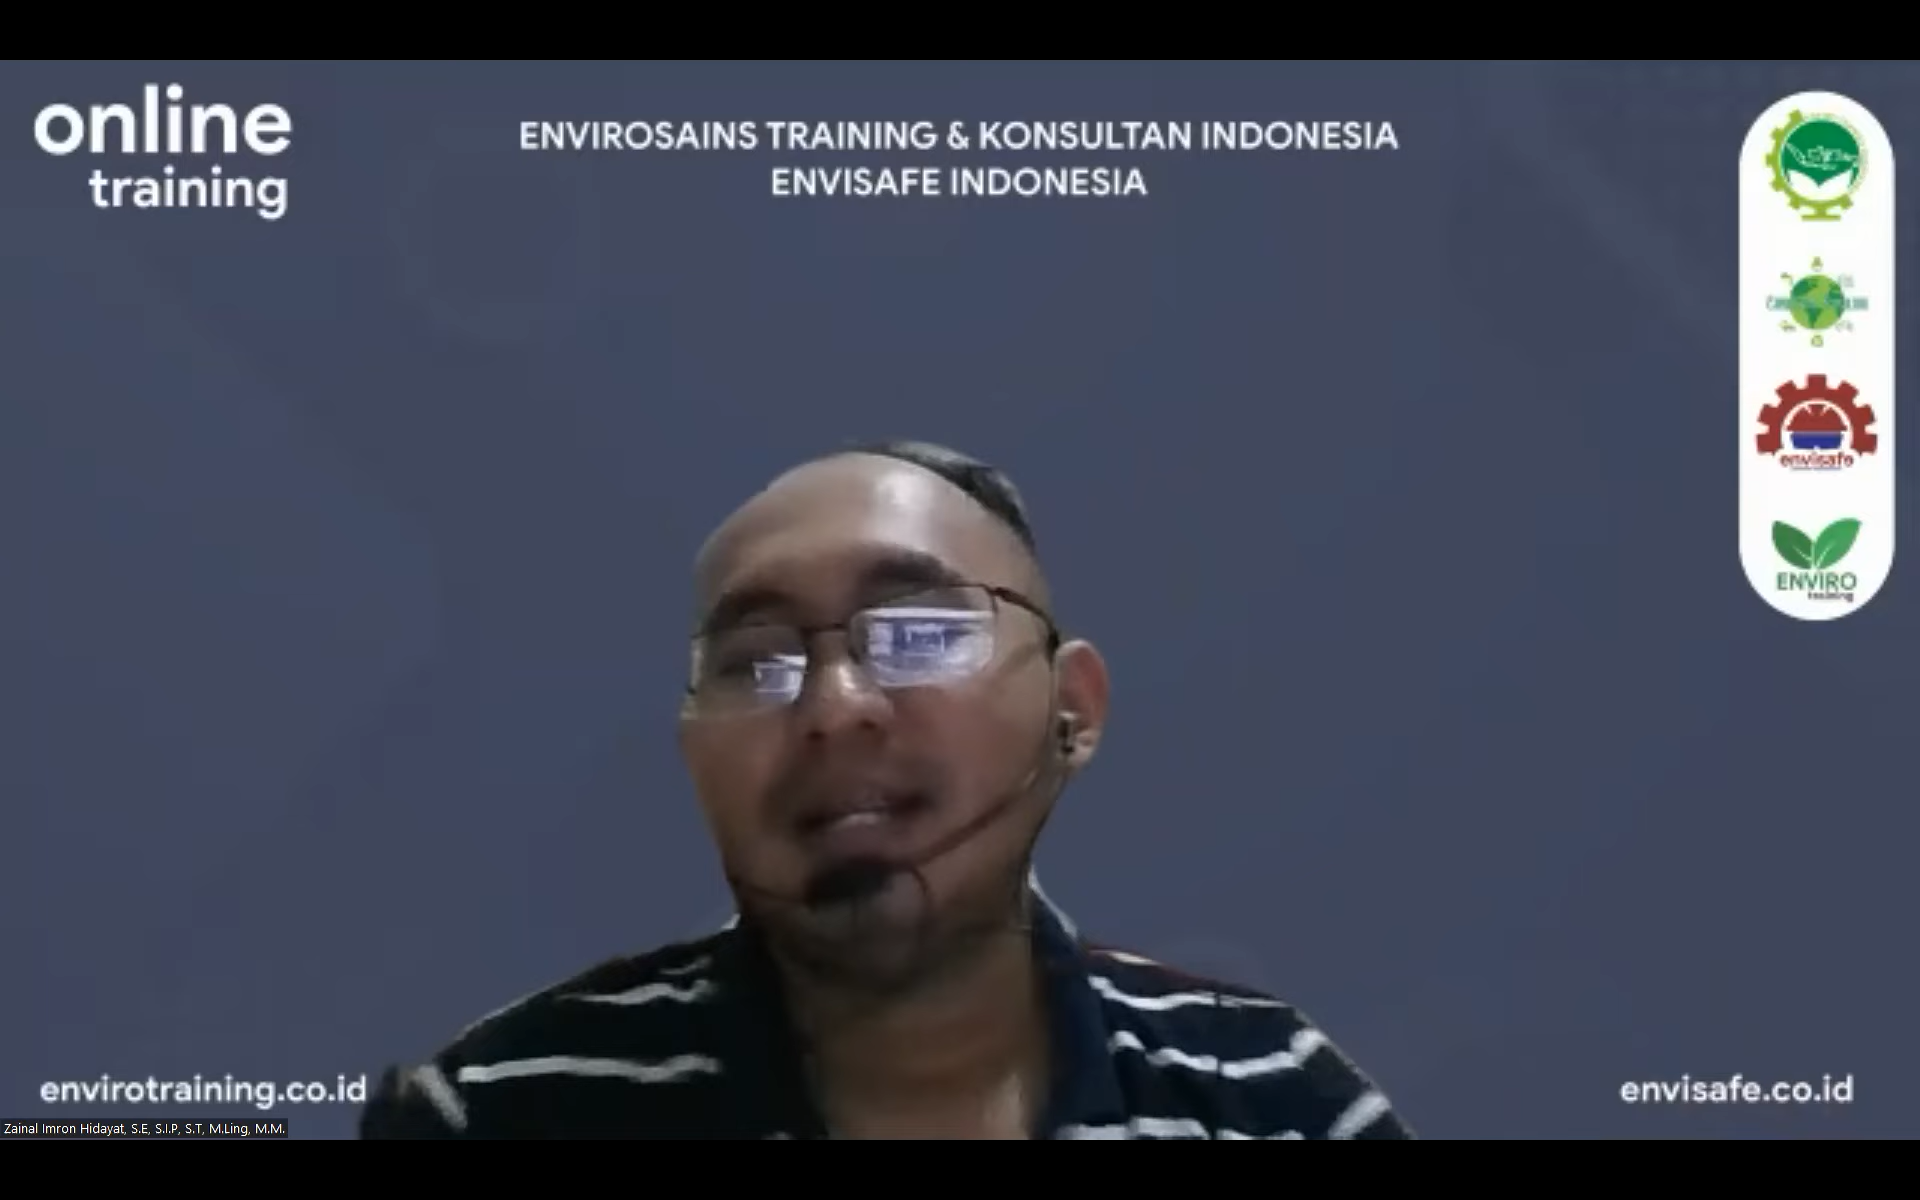 online
training
ENVIROSAINS TRAINING & KONSULTAN INDONESIA
ENVISAFE INDONESIA
envisafe
ENVIRO
training
envirotraining.co.id
envisafe.co.id
Zainal Imron Hidayat, S.E, S.I.P, S.T, M.Ling, M.M.